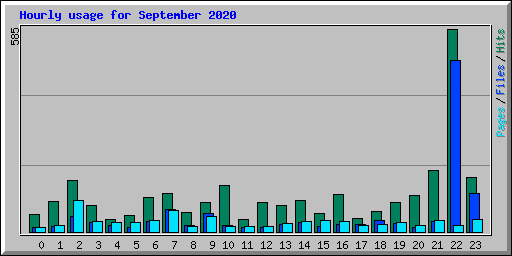 Hourly usage for September 2020
585
Pages / Files / Hits
0 1 2 3 4 5 6 7 8 9 10 11 12 13 14 15 16 17 18 19 20 21 22 23